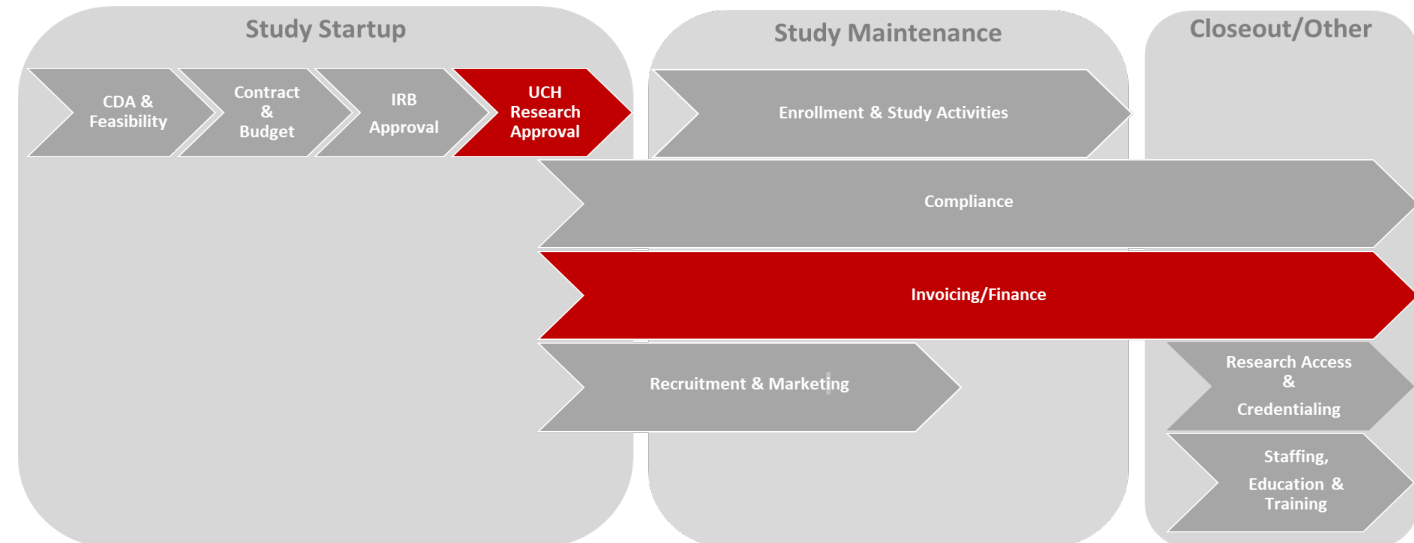 Study Startup
Study Maintenance
Closeout/Other
CDA &
Feasibility
Contract
&
Budget
IRB
Approval
UCH
Research
Approval
Enrollment & Study Activities
Compliance
Invoicing/Finance
Recruitment & Marketing
Research Access
&
Credentialing
Staffing,
Education &
Training